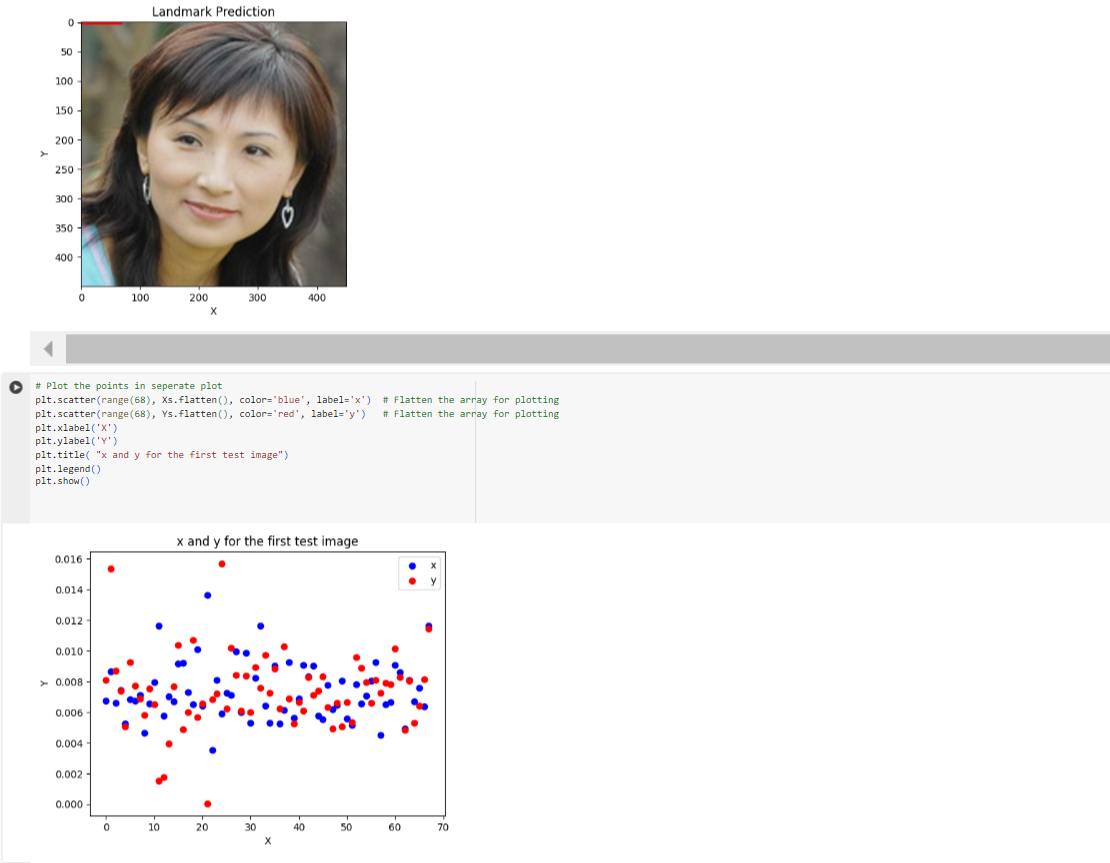 Landmark Prediction
0
50
100
150
200
250
300
350
400
Y
0 100 200 300 400
X
# Plot the points in seperate plot
plt.scatter(range(68), Xs.flatten(), color='blue', label='x')  # Flatten the array for plotting
plt.scatter(range(68), Ys.flatten(), color='red', label='y')   # Flatten the array for plotting
plt.xlabel('X')
plt.ylabel('Y')
plt.title( "x and y for the first test image")
plt.legend()
plt.show()
x and y for the first test image
x
y
0.016
0.014
0.012
0.010
0.008
0.006
0.004
0.002
0.000
Y
0 10 20 30 40 50 60 70
X